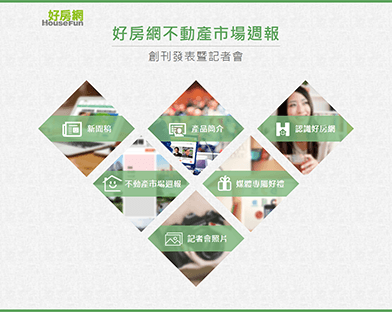 好房網
HouseFun
好房網不動產市場週報
創刊發表暨記者會
新聞稿
產品簡介
認識好房網
不動產市場週報
媒體專屬好禮
記者會照片